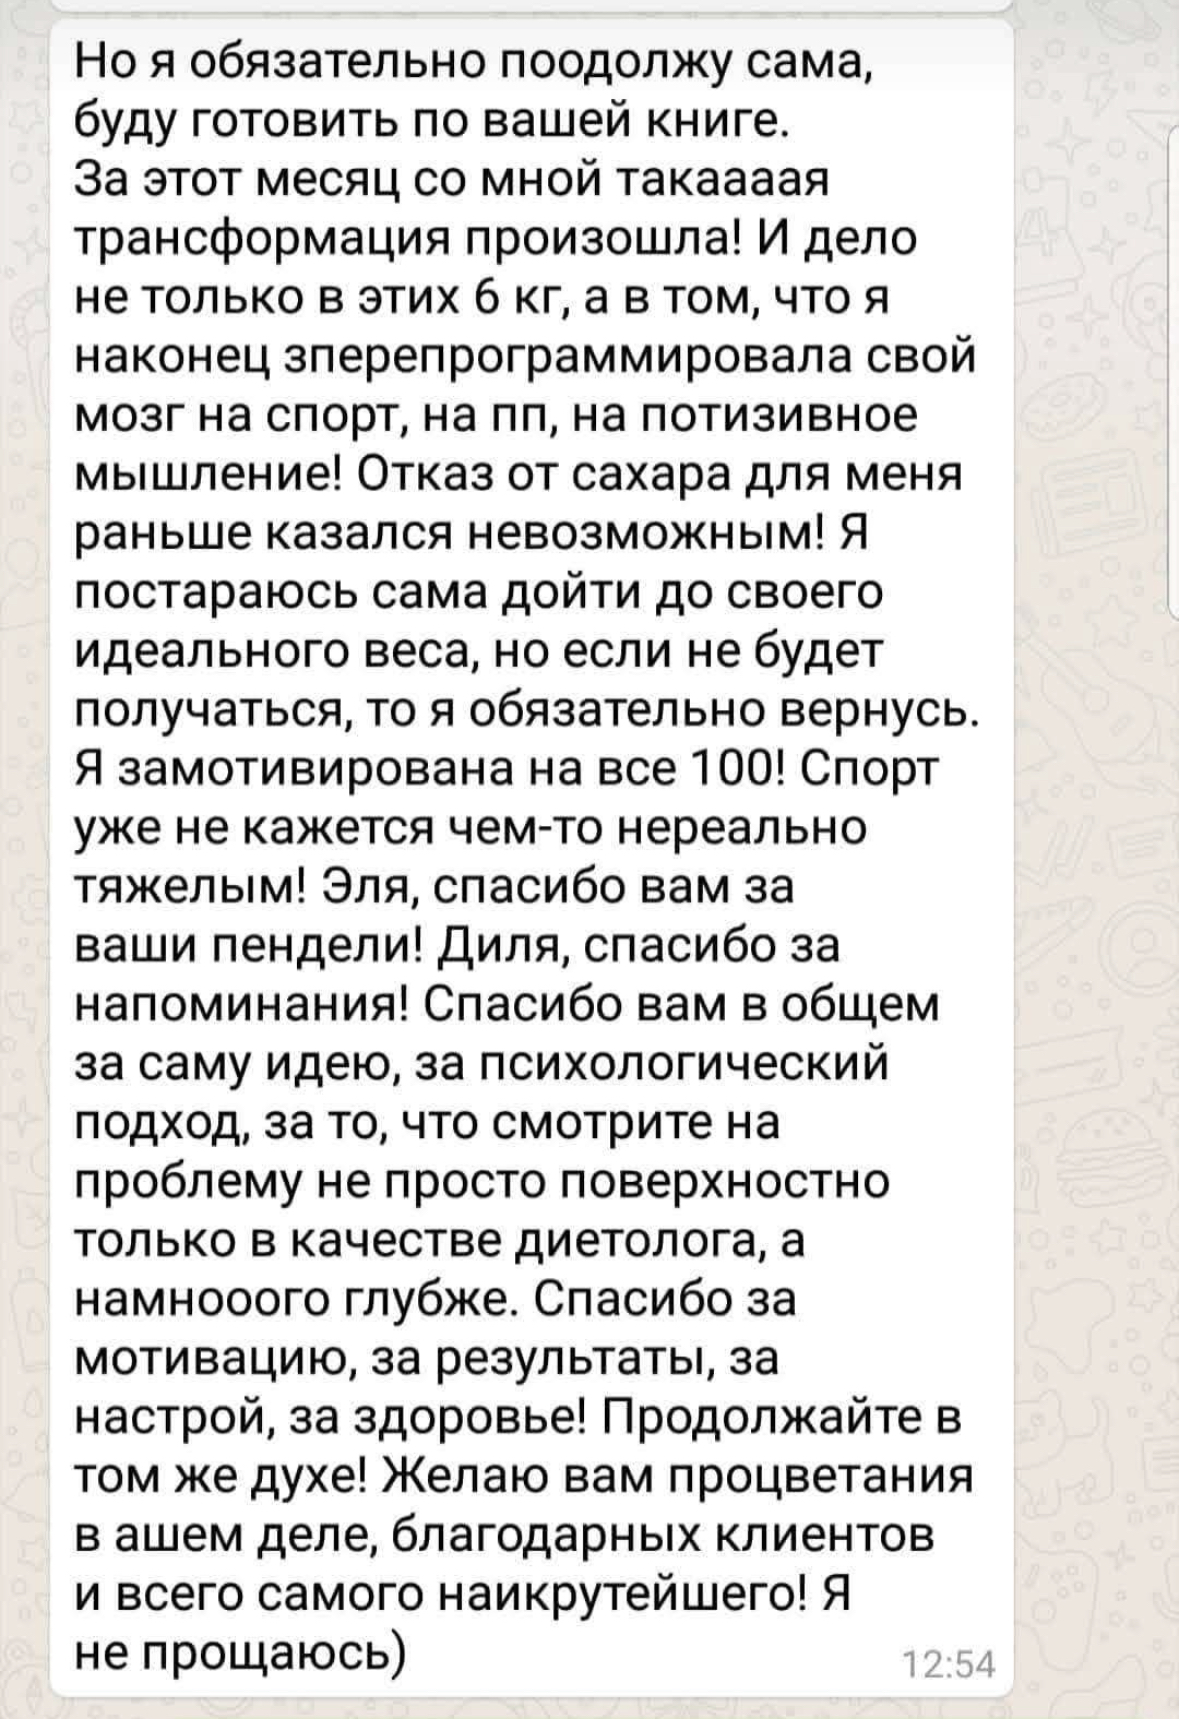 Но я обязательно поодолжу сама,
буду готовить по вашей книге.
За этот месяц со мной такаааая
трансформация произошла! И дело
не только в этих 6 кг, а в том, что я
наконец зперепрограммировала свой
мозг на спорт, на пп, на потизивное
мышление! Отказ от сахара для меня
раньше казался невозможным! Я
постараюсь сама дойти до своего
идеального веса, но если не будет
получаться, то я обязательно вернусь.
Я замотивирована на все 100! Спорт
уже не кажется чем-то нереально
тяжелым! Эля, спасибо вам за
ваши пендели! Диля, спасибо за
напоминания! Спасибо вам в общем
за саму идею, за психологический
подход, за то, что смотрите на
проблему не просто поверхностно
только в качестве диетолога, а
намнооого глубже. Спасибо за
мотивацию, за результаты, за
настрой, за здоровье! Продолжайте в
том же духе! Желаю вам процветания
в ашем деле, благодарных клиентов
и всего самого наикрутейшего! Я
не прощаюсь)
12:54